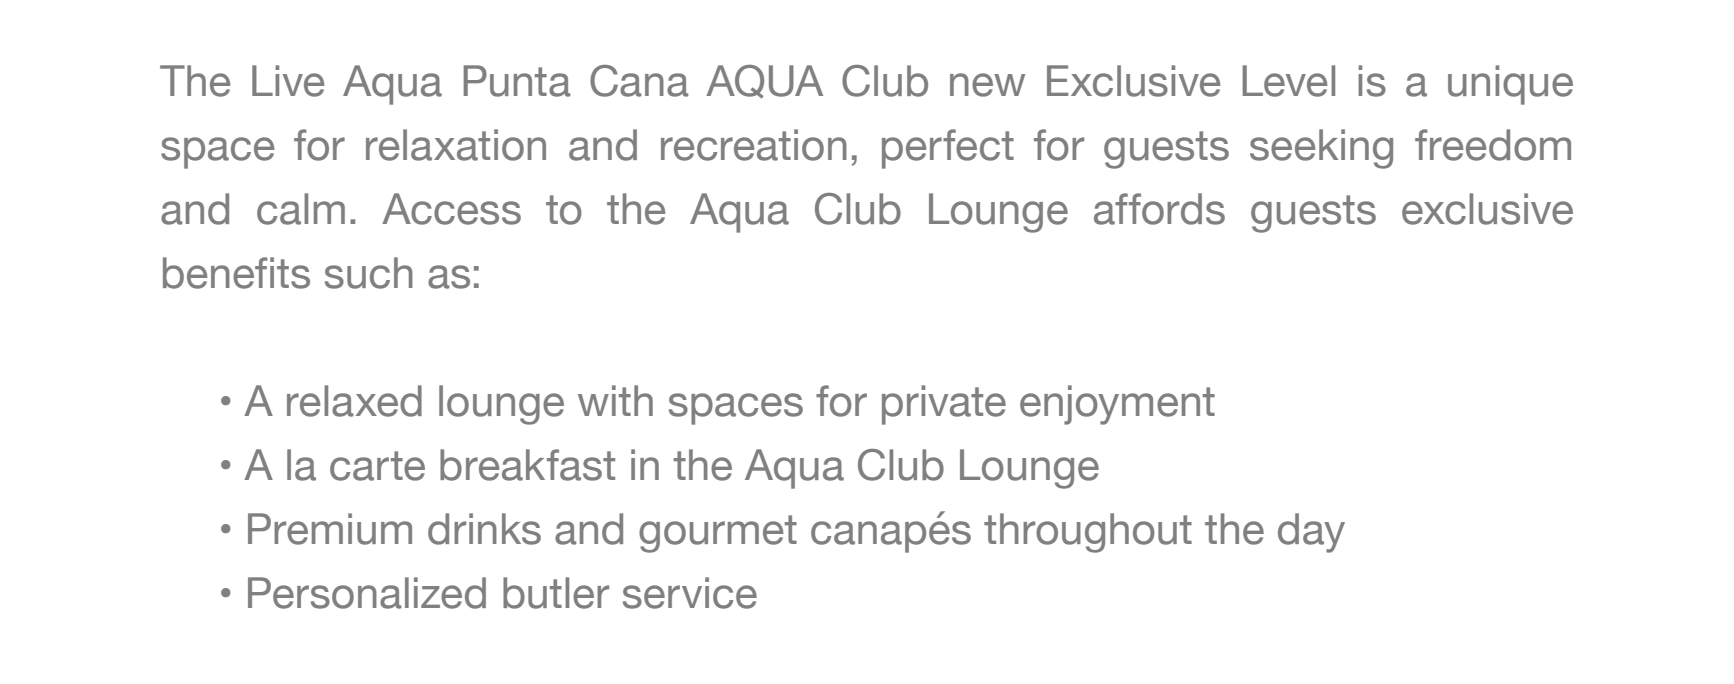 The Live Aqua Punta Cana AQUA Club new Exclusive Level is a unique
space for relaxation and recreation, perfect for guests seeking freedom
and calm. Access to the Aqua Club Lounge affords guests exclusive
benefits such as:
• A relaxed lounge with spaces for private enjoyment
• A la carte breakfast in the Aqua Club Lounge
• Premium drinks and gourmet canapés throughout the day
• Personalized butler service